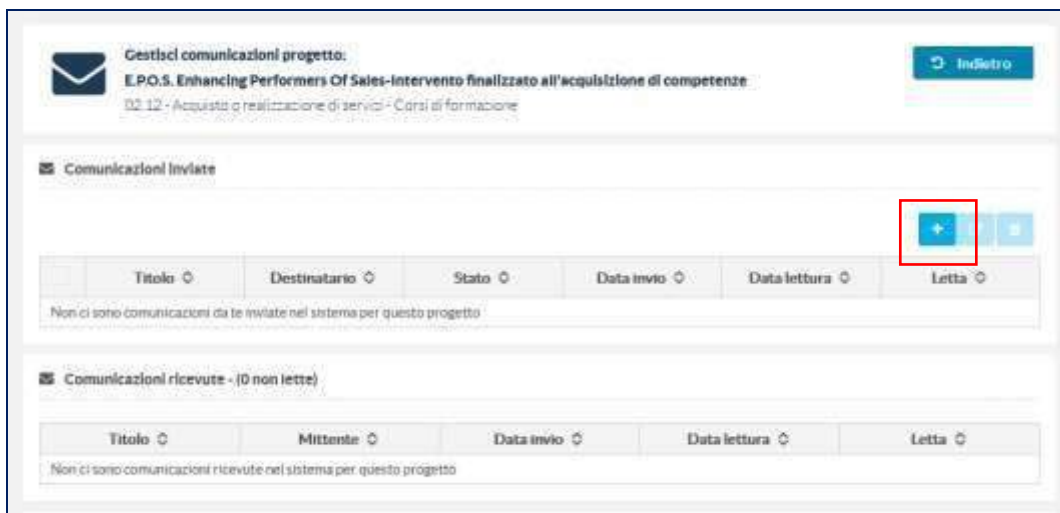 Gestisci comunicazioni progetto:
E.P.O.S. Enhancing Performers Of Sales-Intervento finalizzato all'acquisizione di competenze
02.12 - Acquisto o realizzazione di servizi - Corsi di formazione
Indietro
Comunicazioni inviate
Titolo Destinatario Stato Data invio Data lettura Letta
Non ci sono comunicazioni da te inviate nel sistema per questo progetto
Comunicazioni ricevute - (0 non lette)
Titolo Mittente Data invio Data lettura Letta
Non ci sono comunicazioni ricevute nel sistema per questo progetto